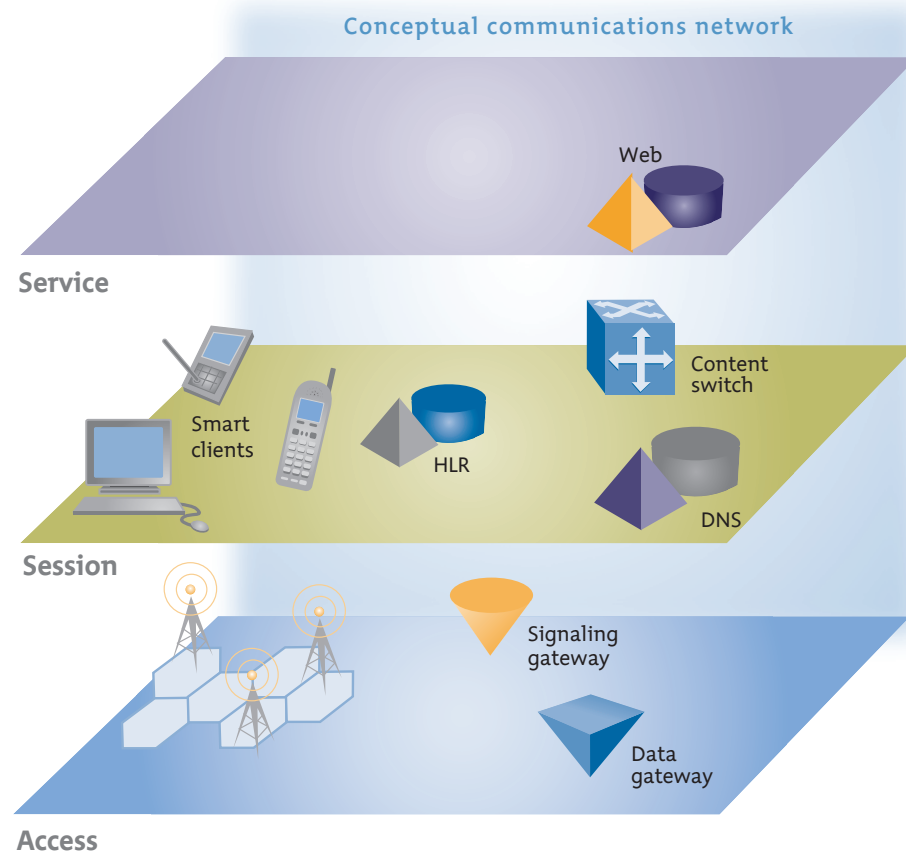 Conceptual communications network
Web
Service
Content
switch
Smart
clients
HLR
DNS
Session
Signaling
gateway
Data
gateway
Access